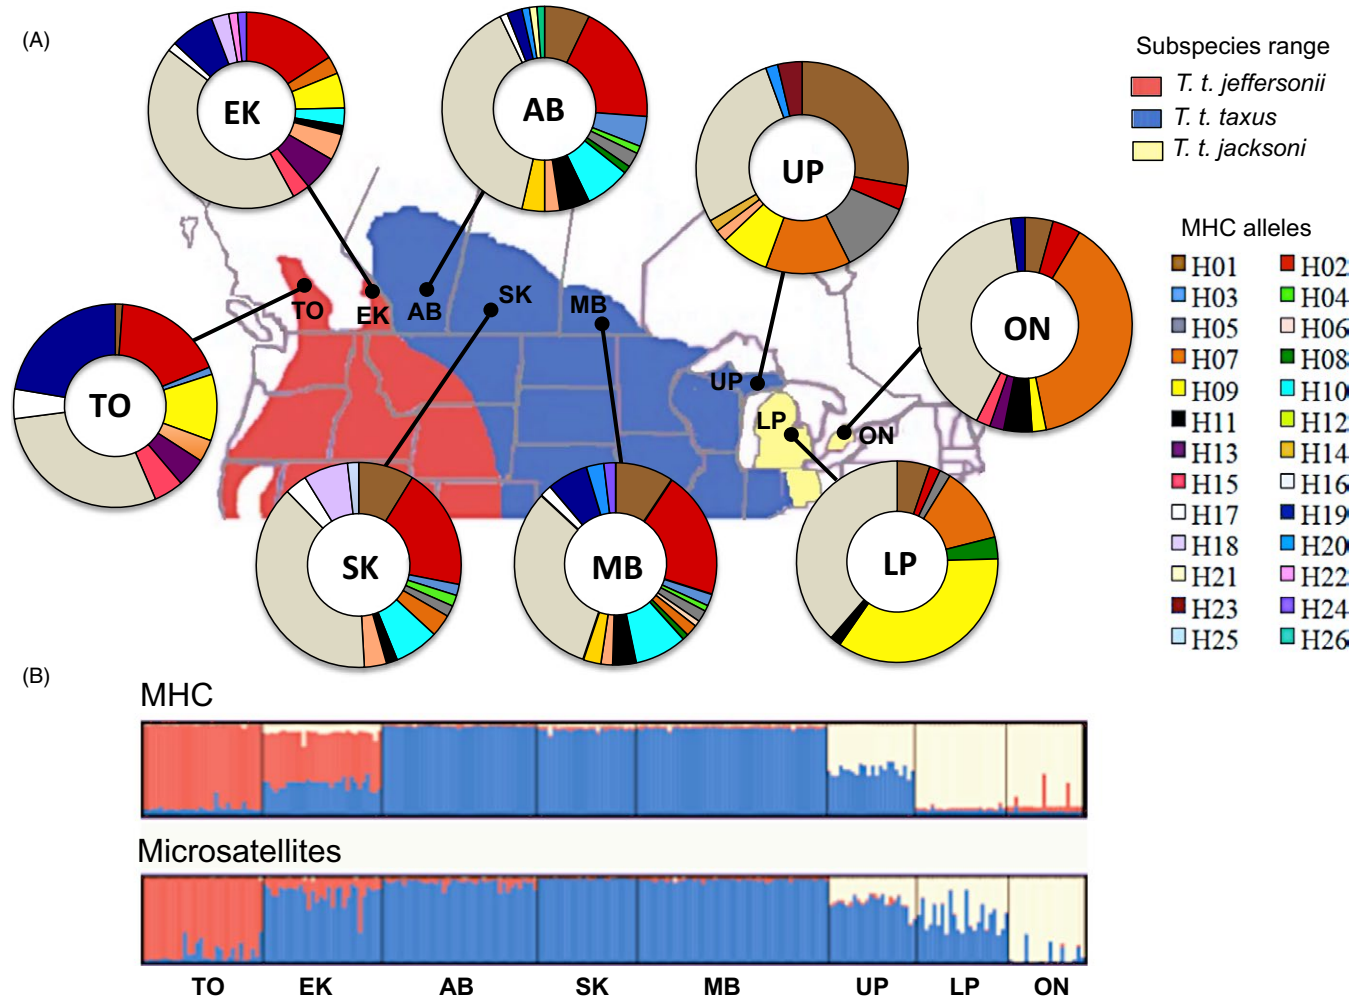 (A)
EK
AB
UP
ON
TO
SK
MB
LP
TO
EK
AB
SK
MB
UP
LP
ON
Subspecies range
T. t. jeffersonii
T. t. taxus
T. t. jacksoni
MHC alleles
H01 H02
H03 H04
H05 H06
H07 H08
H09 H10
H11 H12
H13 H14
H15 H16
H17 H19
H18 H20
H21 H22
H23 H24
H25 H26
(B)
MHC
Microsatellites
TO EK AB SK MB UP LP ON